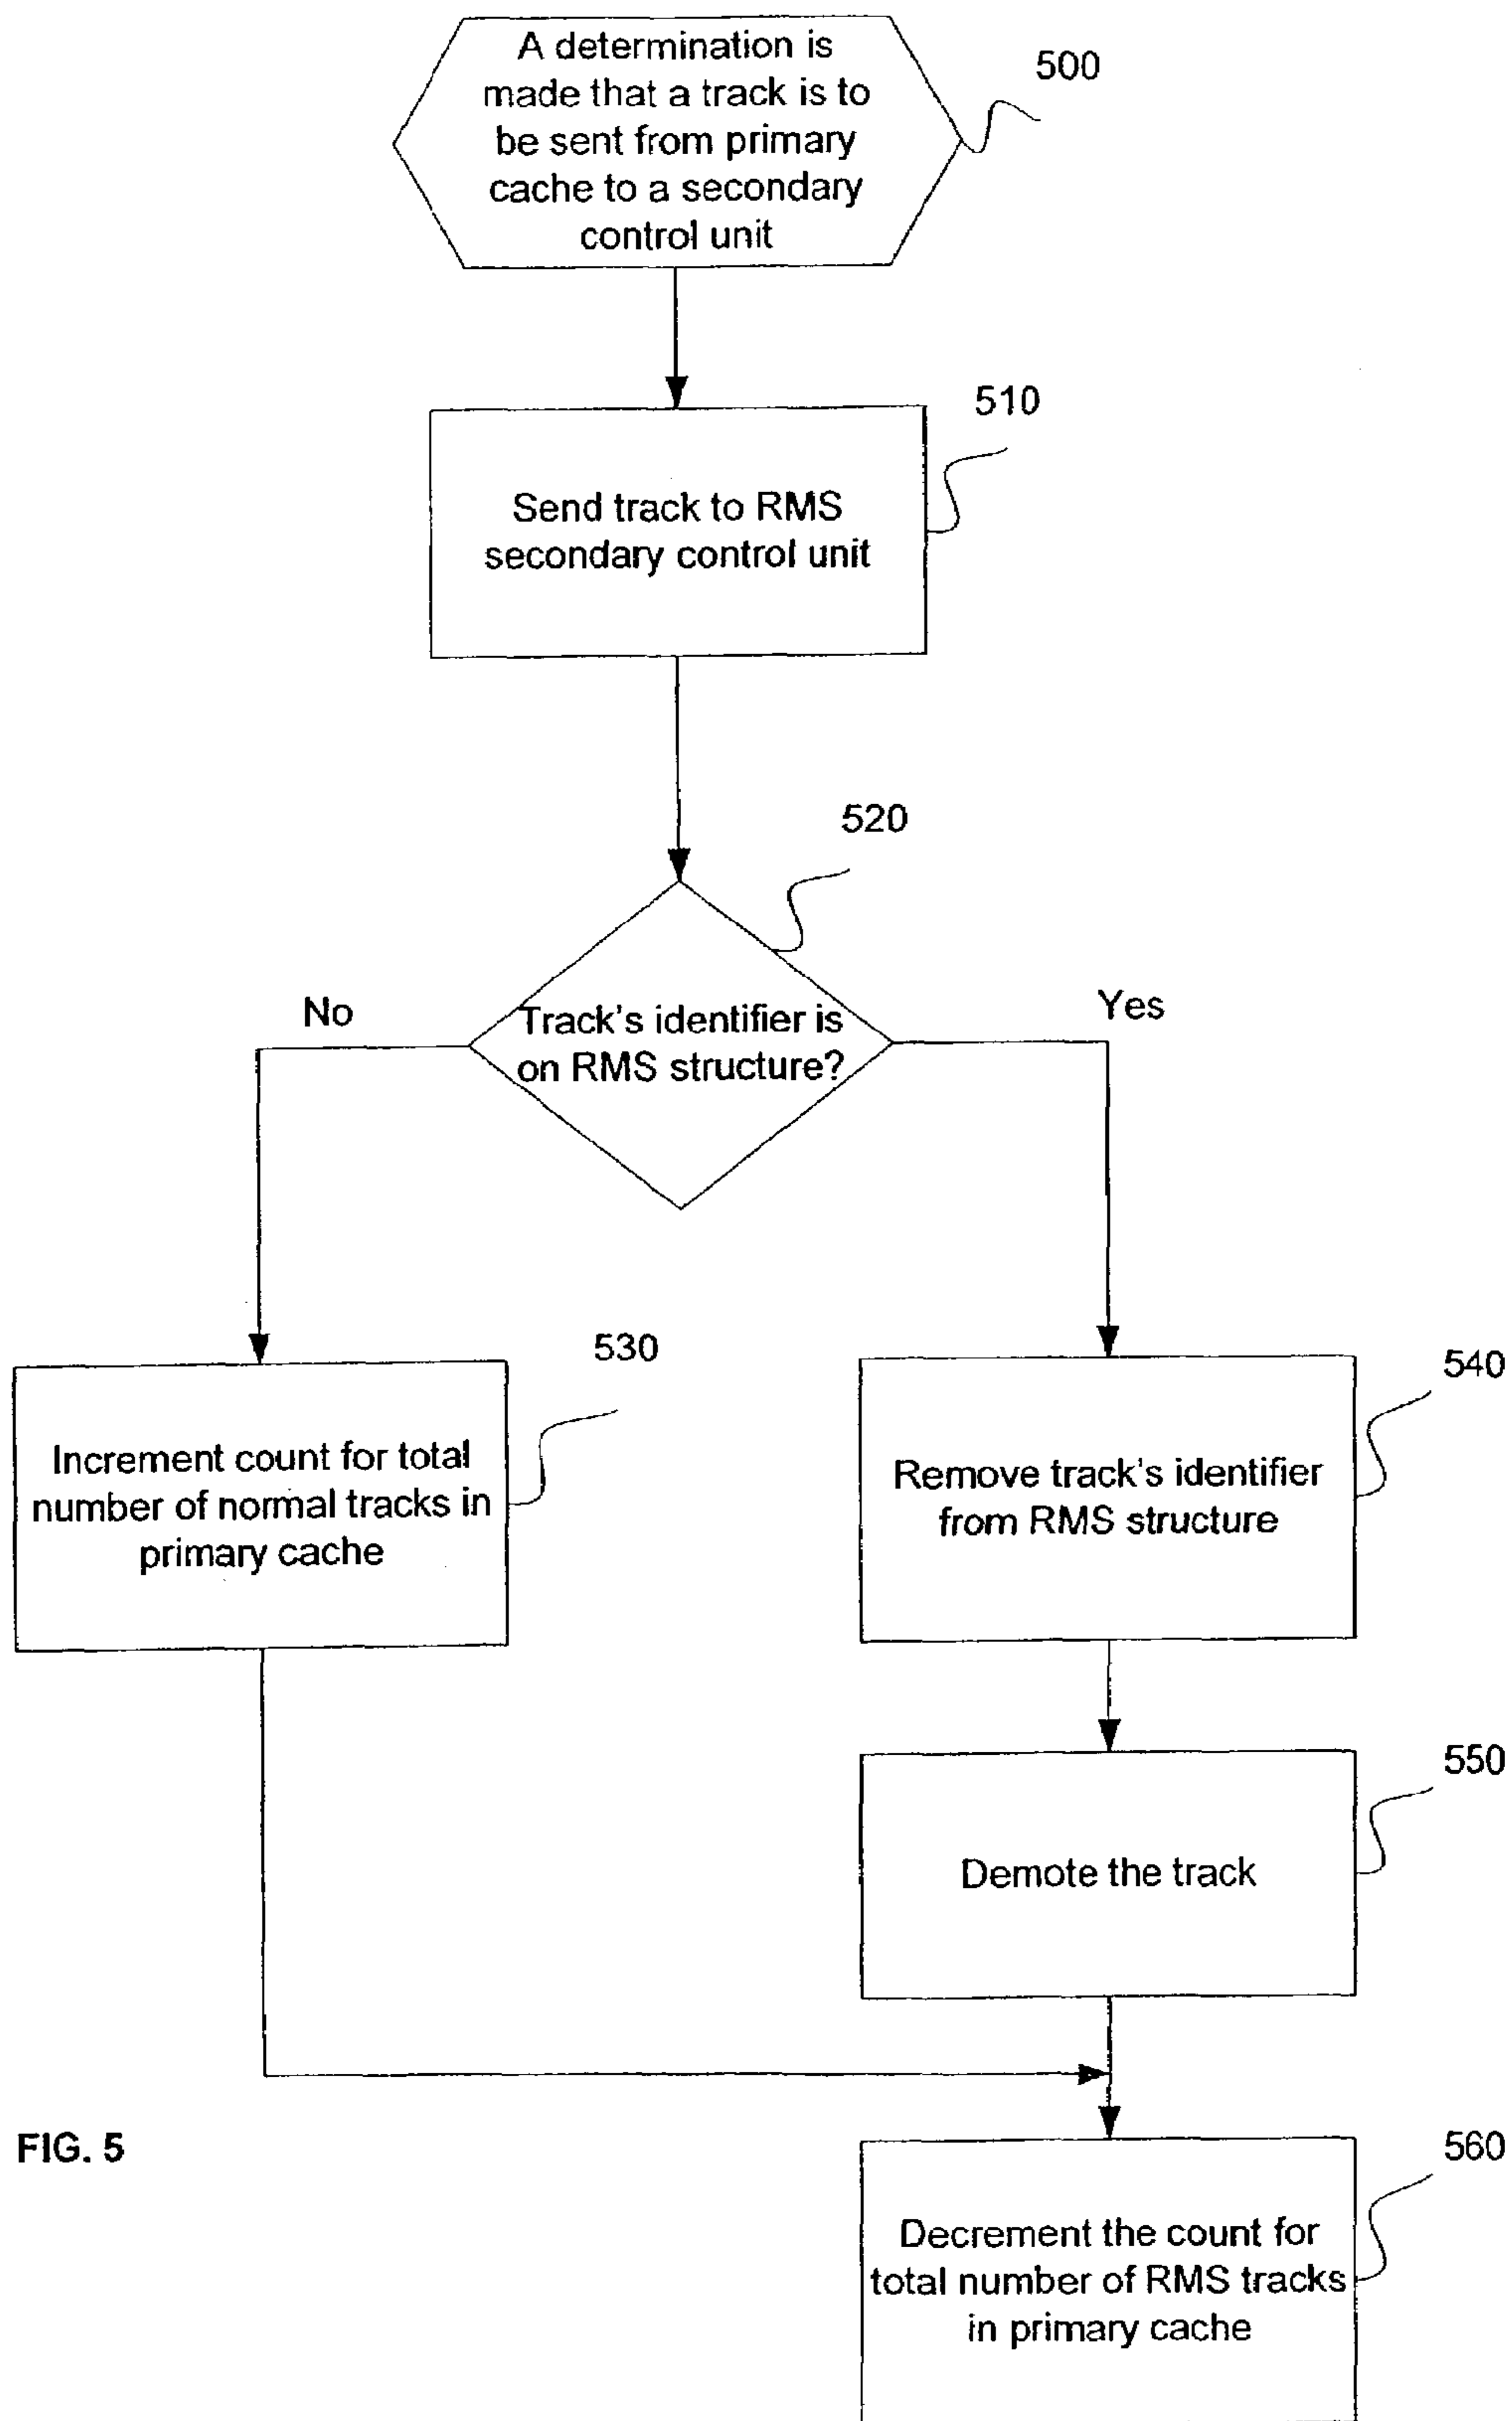 A determination is
made that a track is to
be sent from primary
cache to a secondary
control unit
500
510
Send track to RMS
secondary control unit
520
No
Yes
Track's identifier is
on RMS structure?
530
540
Increment count for total
number of normal tracks in
primary cache
Remove track's identifier
from RMS structure
550
Demote the track
FIG. 5
560
Decrement the count for
total number of RMS tracks
in primary cache